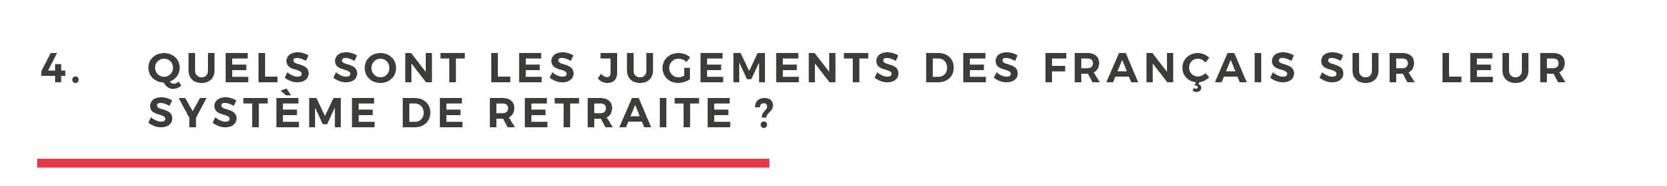 4. QUELS SONT LES JUGEMENTS DES FRANÇAIS SUR LEUR
SYSTÈME DE RETRAITE ?